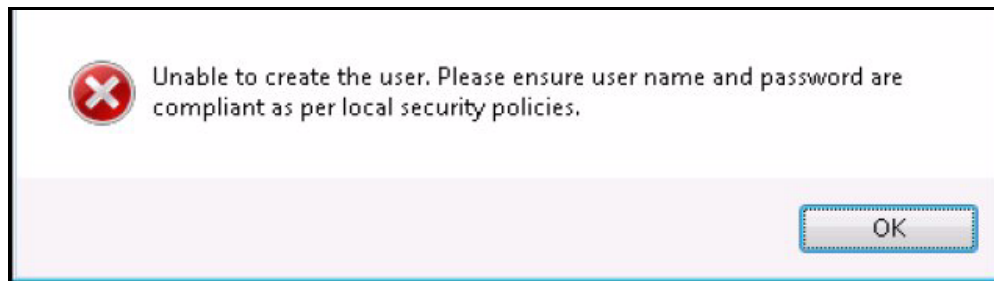 Unable to create the user. Please ensure user name and password are
compliant as per local security policies.
OK